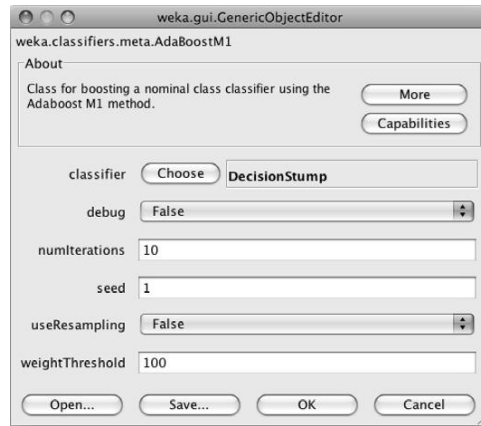 weka.gui.GenericObjectEditor
weka.classifiers.meta.AdaBoostM1
About
Class for boosting a nominal class classifier using the
Adaboost M1 method.
More
Capabilities
classifier Choose DecisionStump
debug False
numIterations 10
seed 1
useResampling False
weightThreshold 100
Open... Save... OK Cancel